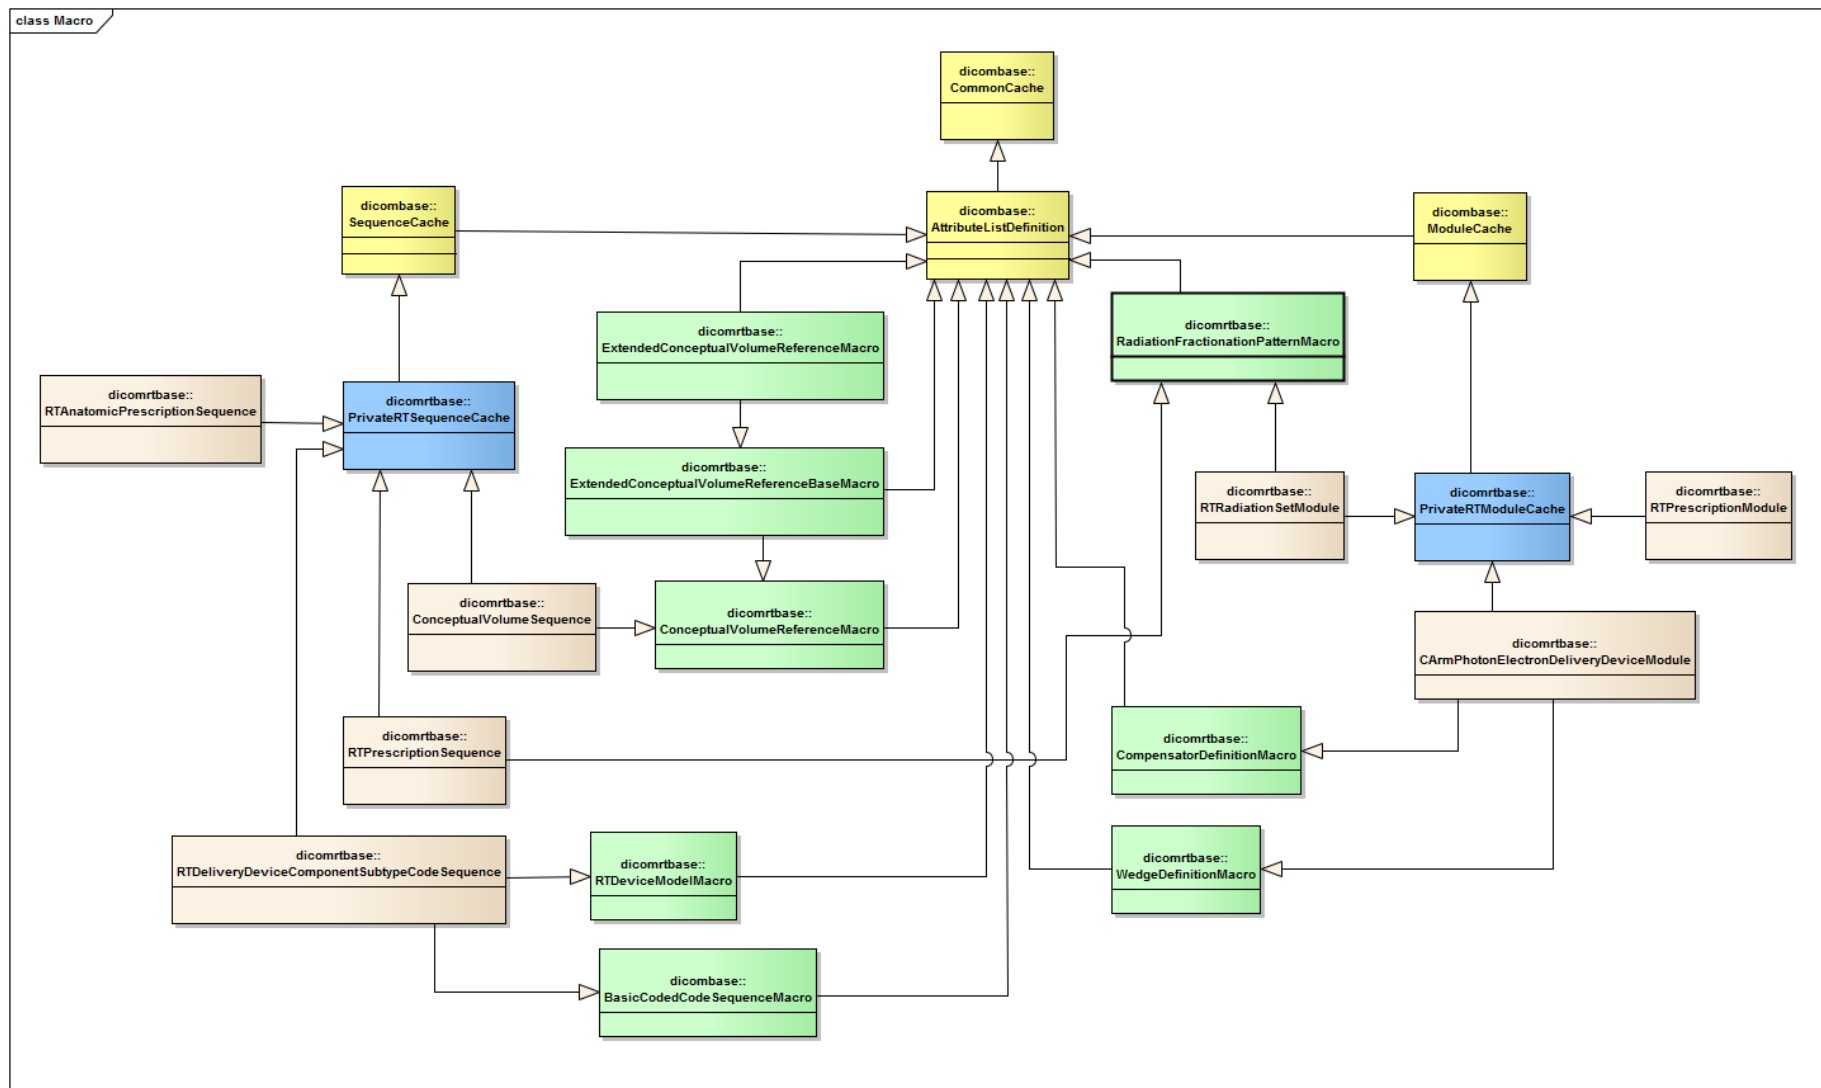 class Macro
dicombase::
CommonCache
dicombase::
SequenceCache
dicombase::
AttributeListDefinition
dicombase::
ModuleCache
dicomrtbase::
ExtendedConceptualVolumeReferenceMacro
dicomrtbase::
RadiationFractionationPatternMacro
dicomrtbase::
RTAnatomicPrescriptionSequence
dicomrtbase::
PrivateRTSequenceCache
dicomrtbase::
ExtendedConceptualVolumeReferenceBaseMacro
dicomrtbase::
RTRadiationSetModule
dicomrtbase::
PrivateRTModuleCache
dicomrtbase::
RTPrescriptionModule
dicomrtbase::
ConceptualVolumeSequence
dicomrtbase::
ConceptualVolumeReferenceMacro
dicomrtbase::
CArmPhotonElectronDeliveryDeviceModule
dicomrtbase::
RTPrescriptionSequence
dicomrtbase::
CompensatorDefinitionMacro
dicomrtbase::
RTDeliveryDeviceComponentSubtypeCodeSequence
dicomrtbase::
RTDeviceModelMacro
dicomrtbase::
WedgeDefinitionMacro
dicombase::
BasicCodedCodeSequenceMacro